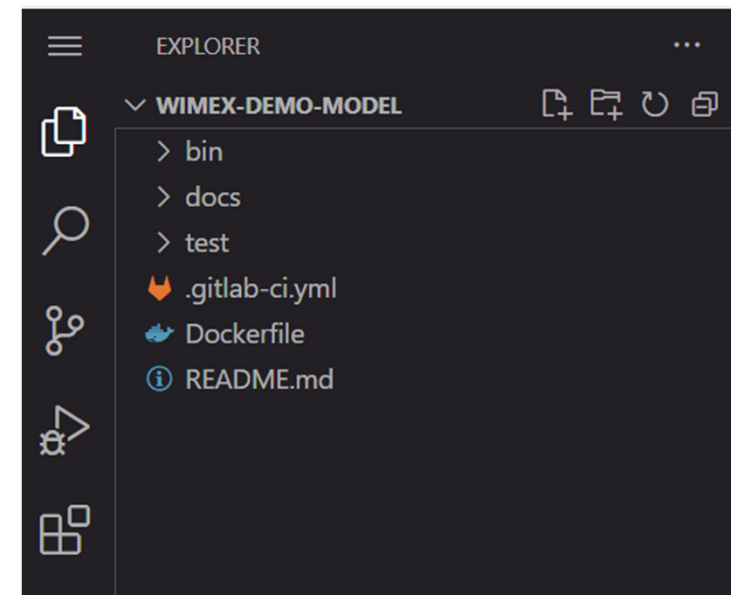 EXPLORER
WIMEX-DEMO-MODEL
bin
docs
test
.gitlab-ci.yml
Dockerfile
README.md